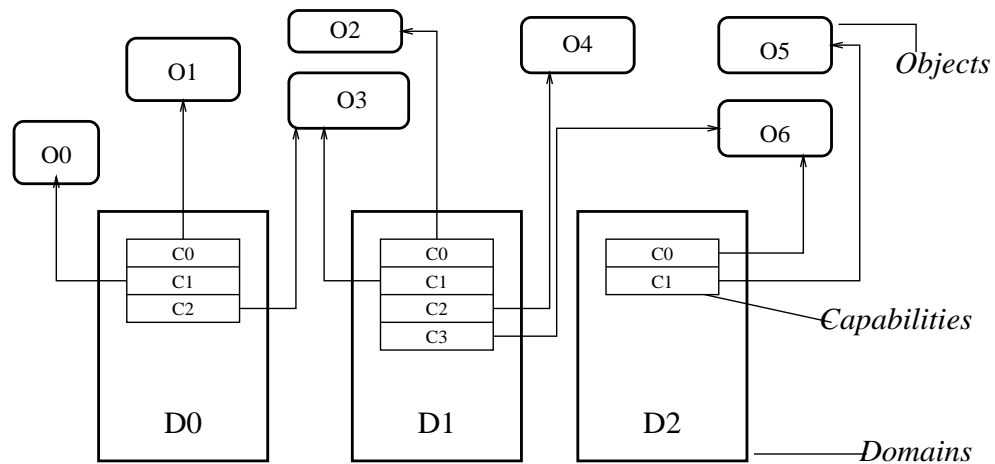 O2
O4
O5
Objects
O1
O3
O0
O6
C0
C1
C2
C0
C1
C2
C3
C0
C1
Capabilities
D0
D1
D2
Domains